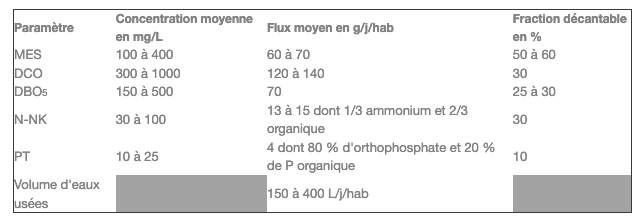 Paramètre Concentration moyenne en mg/L Flux moyen en g/j/hab Fraction décantable en %
MES 100 à 400 60 à 70 50 à 60
DCO 300 à 1000 120 à 140 30
DBO5 150 à 500 70 25 à 30
N-NK 30 à 100 13 à 15 dont 1/3 ammonium et 2/3 organique 30
PT 10 à 25 4 dont 80 % d'orthophosphate et 20 % de P organique 10
Volume d'eaux usées 150 à 400 L/j/hab